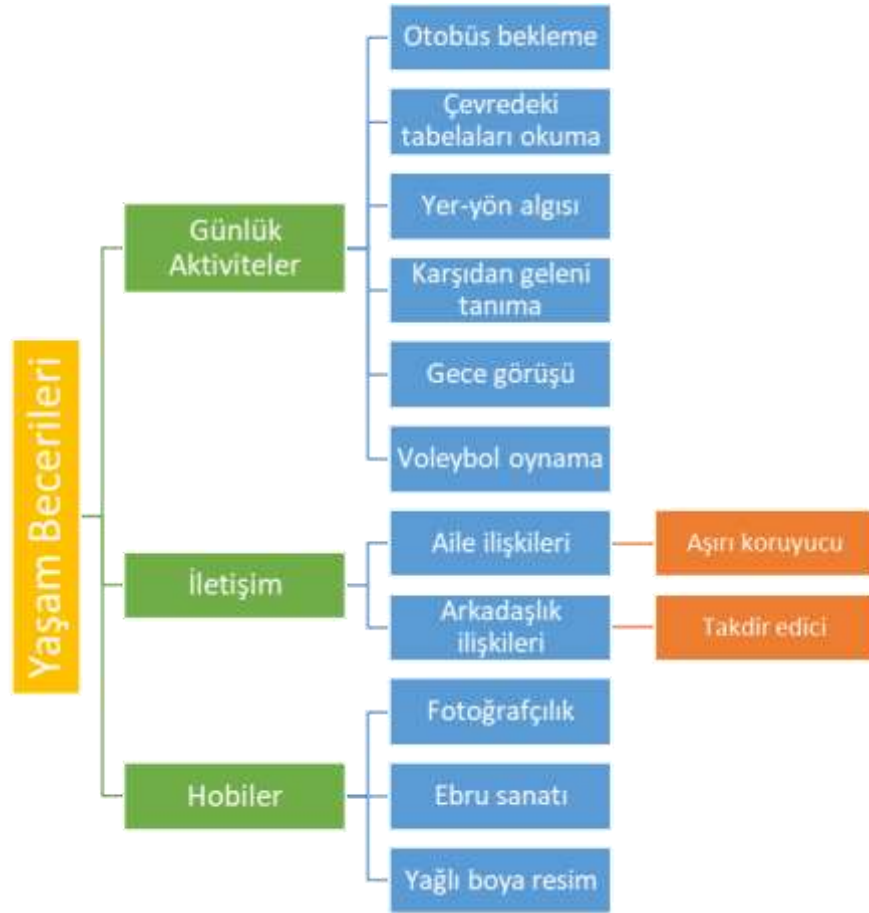 Yaşam Becerileri
Günlük
Aktiviteler
Otobüs bekleme
Çevredeki
tabelaları okuma
Yer-yön algısı
Karşıdan geleni
tanıma
Gece görüşü
Voleybol oynama
İletişim
Aile ilişkileri
Aşırı koruyucu
Arkadaşlık
ilişkileri
Takdir edici
Hobiler
Fotoğrafçılık
Ebru sanatı
Yağlı boya resim